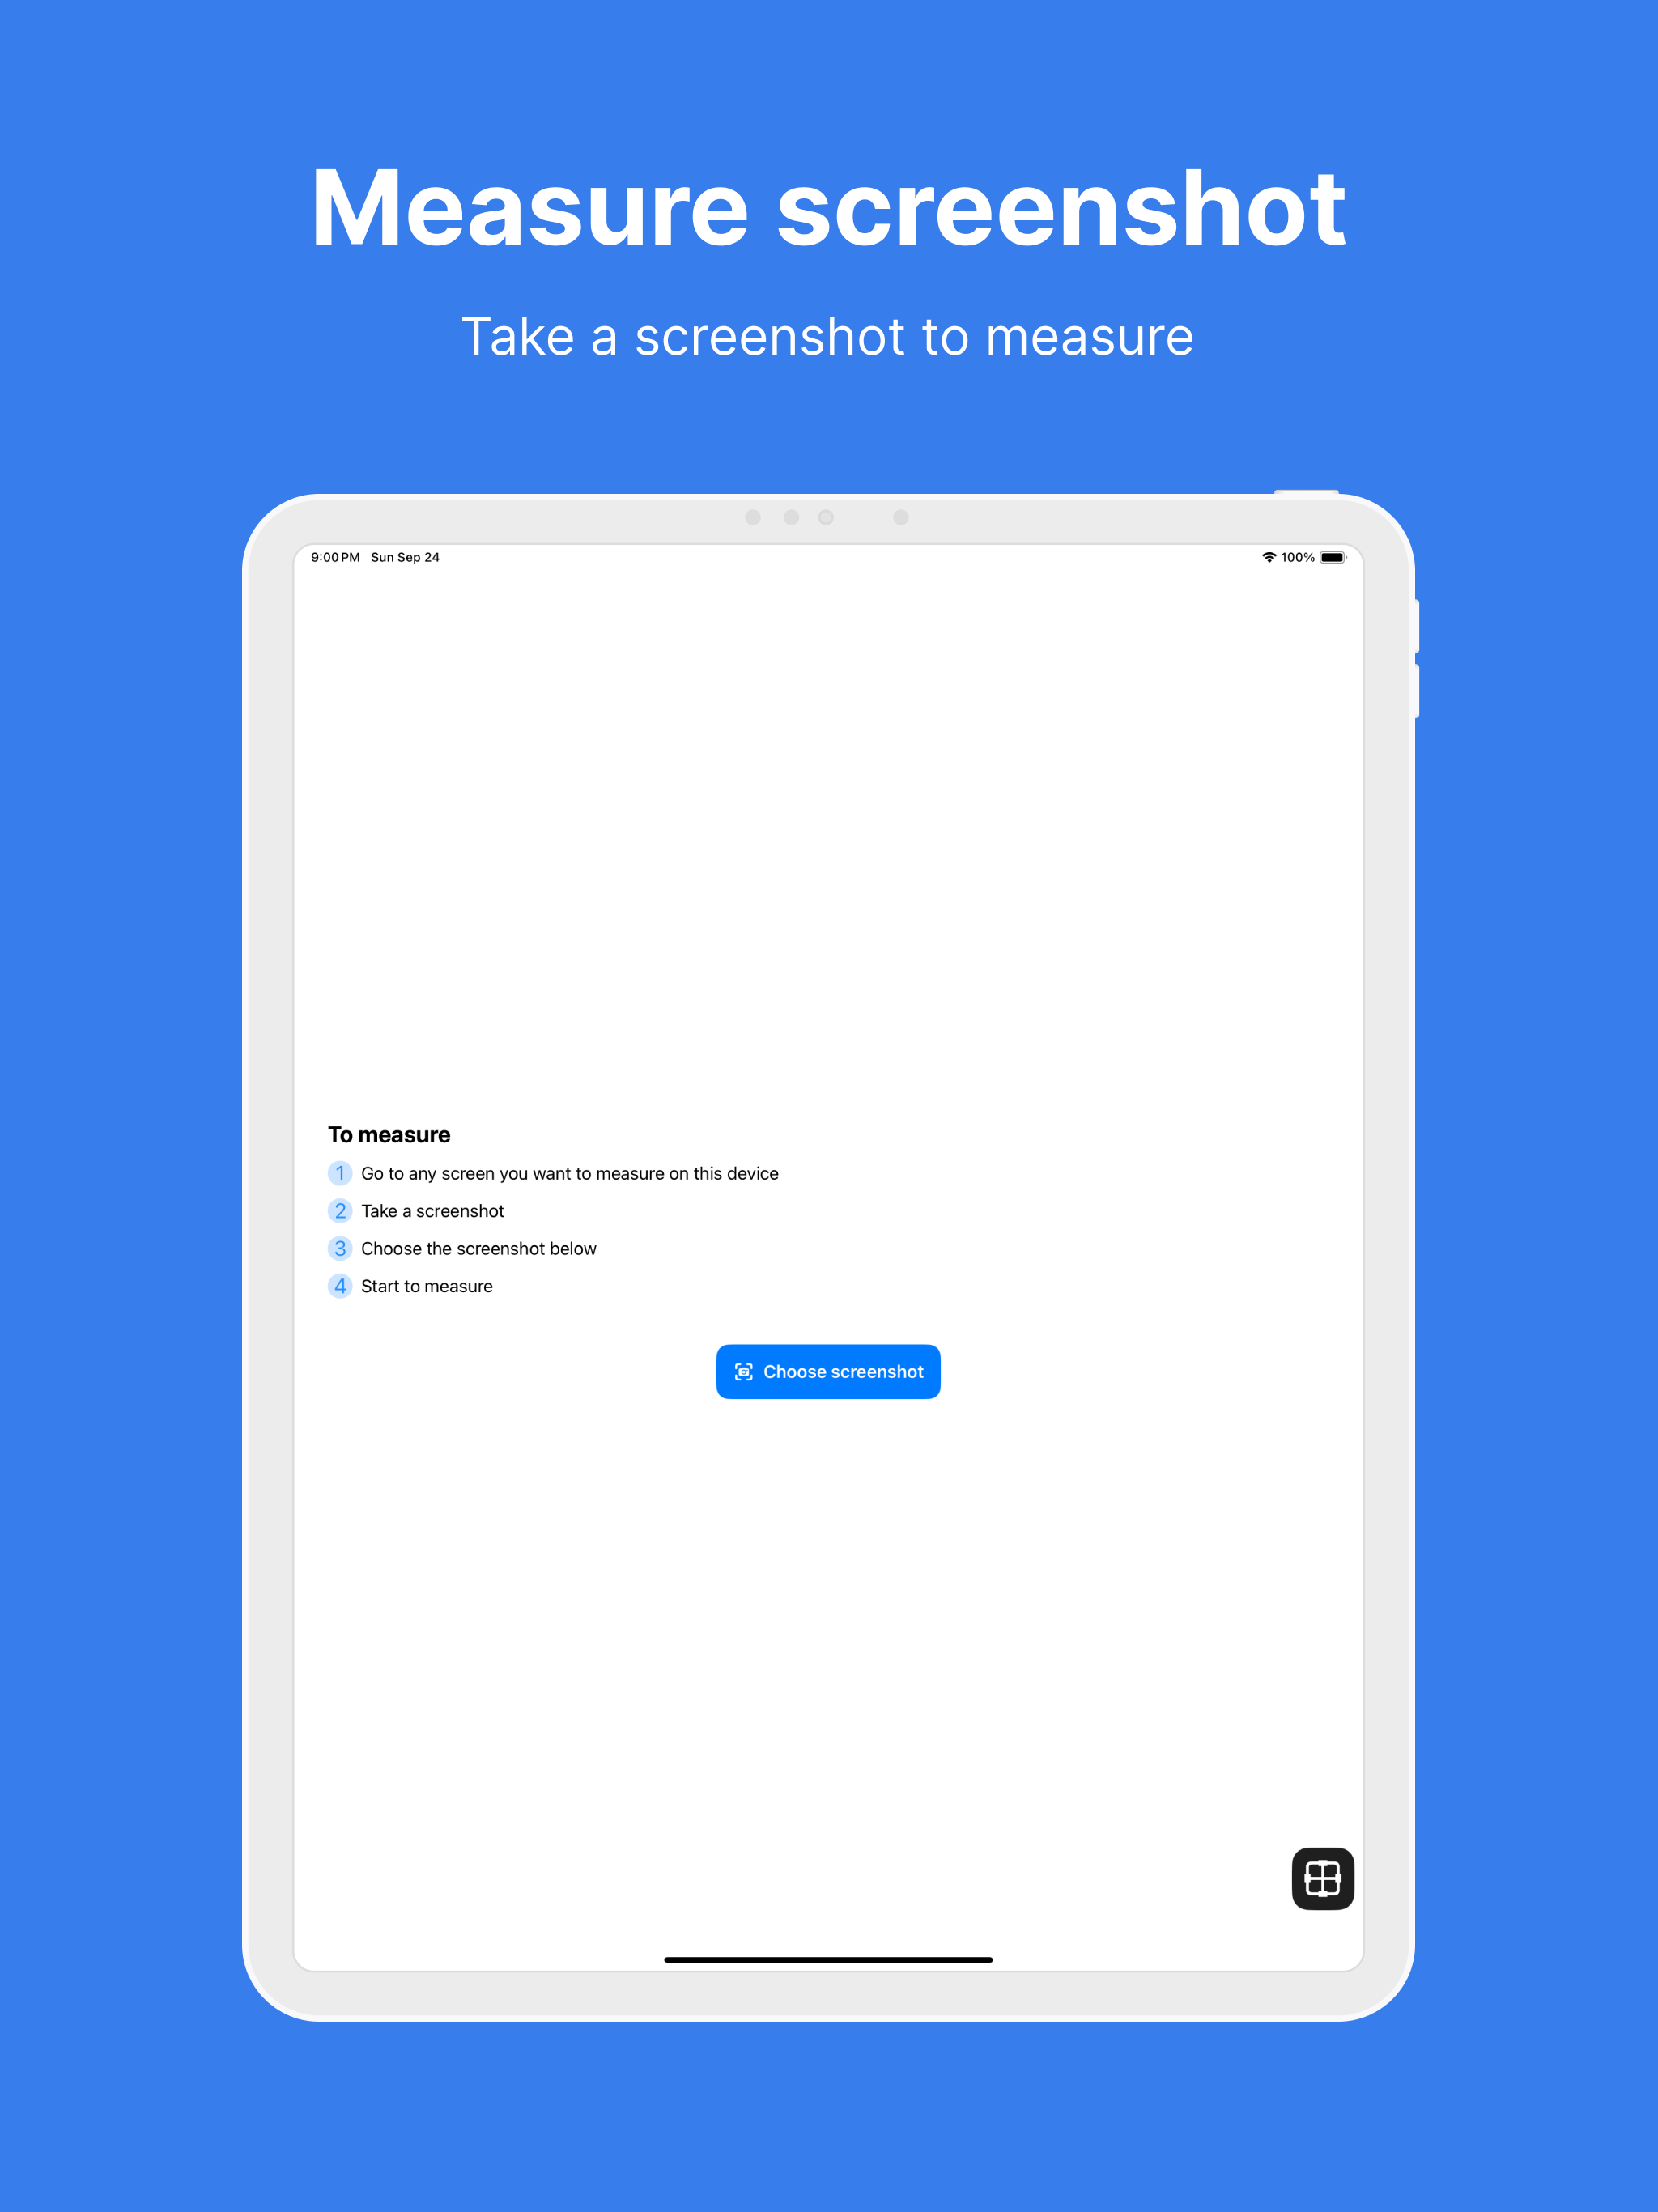 Measure screenshot
Take a screenshot to measure
9:00 PM Sun Sep 24
100%
To measure
1 Go to any screen you want to measure on this device
2 Take a screenshot
3 Choose the screenshot below
4 Start to measure
Choose screenshot